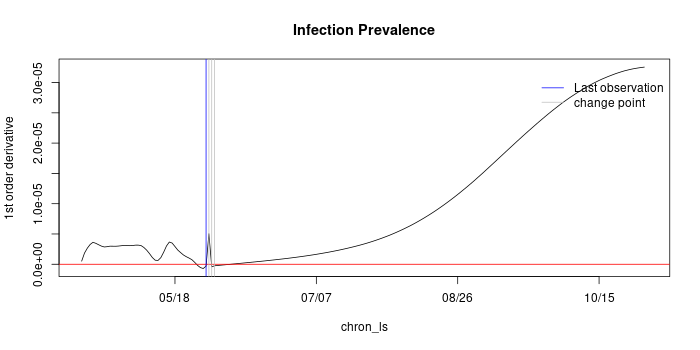 Infection Prevalence
1st order derivative
3.0e-05
2.0e-05
1.0e-05
0.0e+00
Last observation
change point
05/18 07/07 08/26 10/15
chron_ls